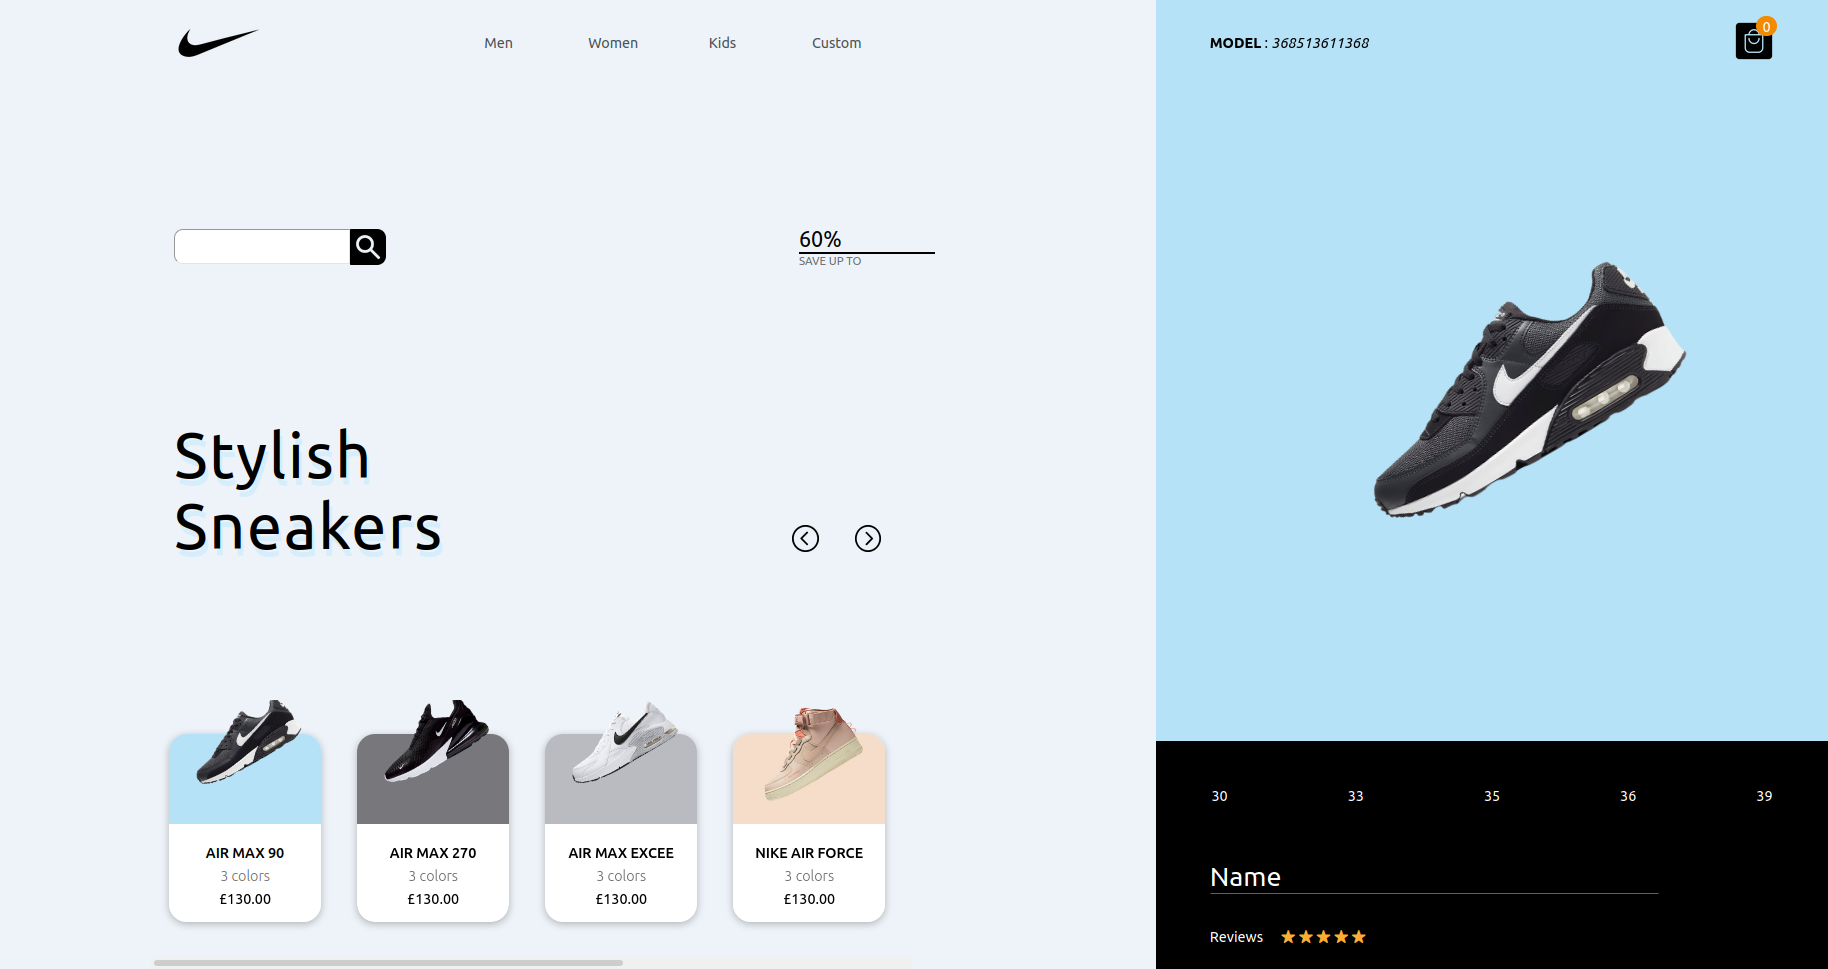 Men Women Kids Custom
MODEL : 368513611368
0
60%
SAVE UP TO
Stylish
Sneakers
AIR MAX 90
3 colors
£130.00
AIR MAX 270
3 colors
£130.00
AIR MAX EXCEE
3 colors
£130.00
NIKE AIR FORCE
3 colors
£130.00
30 33 35 36 39
Name
Reviews